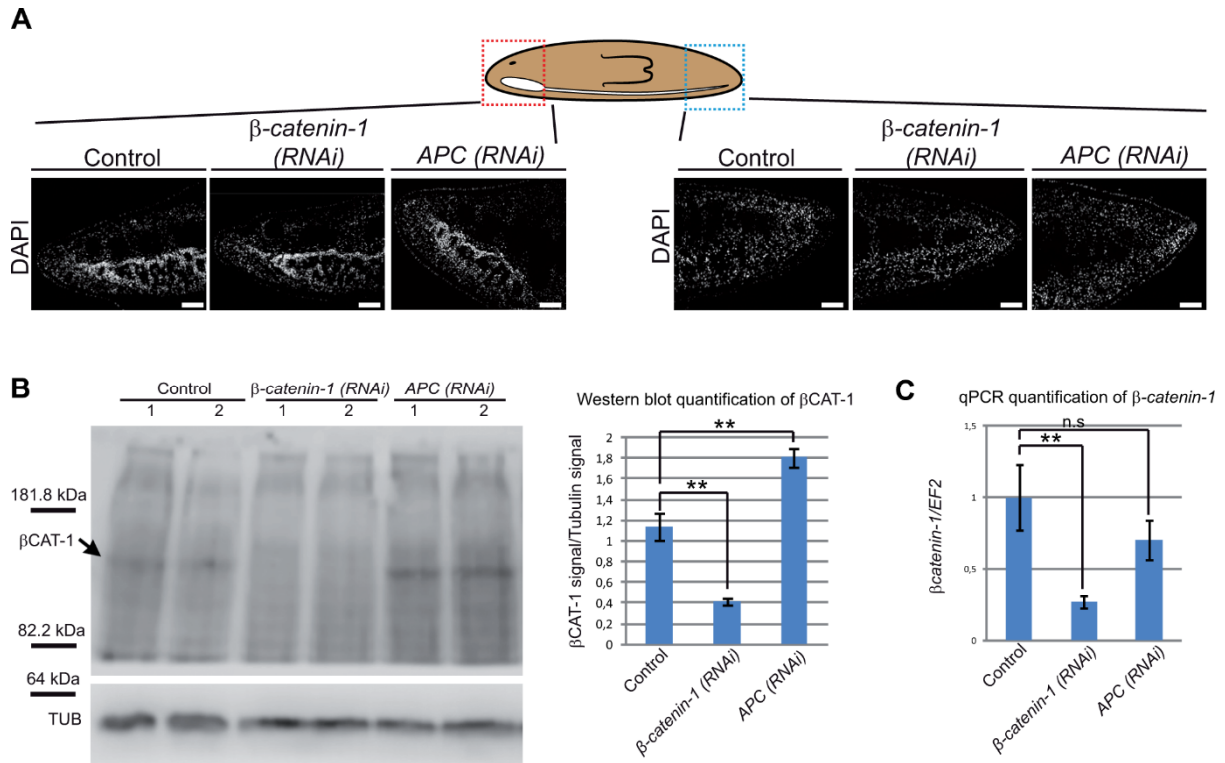 A
β-catenin-1
(RNAi)
Control
APC (RNAi)
DAPI
β-catenin-1
(RNAi)
Control
APC (RNAi)
DAPI
B
Control
β-catenin-1 (RNAi)
APC (RNAi)
1 2 1 2 1 2
181.8 kDa
βCAT-1
82.2 kDa
64 kDa
TUB
Western blot quantification of βCAT-1
**
**
βCAT-1 signal/Tubulin signal
2
1,8
1,6
1,4
1,2
1
0,8
0,6
0,4
0,2
0
Control
β-catenin-1 (RNAi)
APC (RNAi)
C
qPCR quantification of β-catenin-1
n.s
**
βcatenin-1/EF2
1,5
1
0,5
0
Control
β-catenin-1 (RNAi)
APC (RNAi)